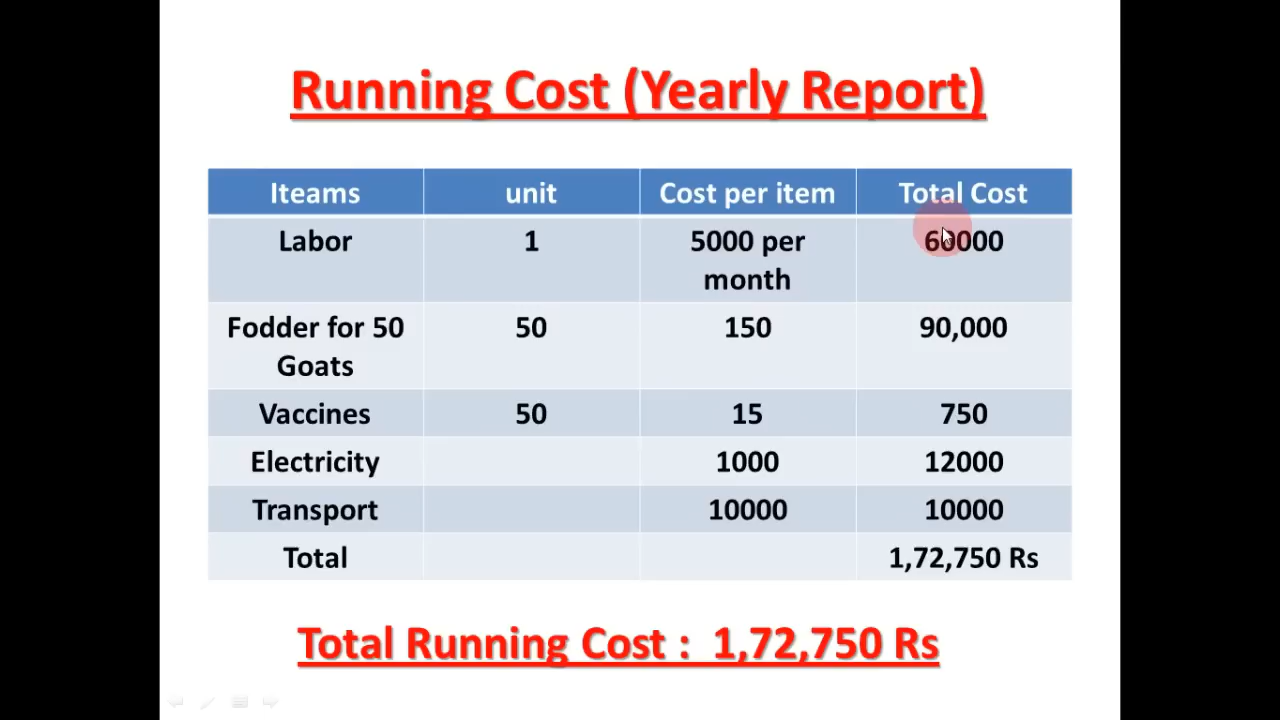 Running Cost (Yearly Report)
Iteams unit Cost per item Total Cost
Labor 1 5000 per month 60000
Fodder for 50 Goats 50 150 90,000
Vaccines 50 15 750
Electricity 1000 12000
Transport 10000 10000
Total 1,72,750 Rs
Total Running Cost : 1,72,750 Rs